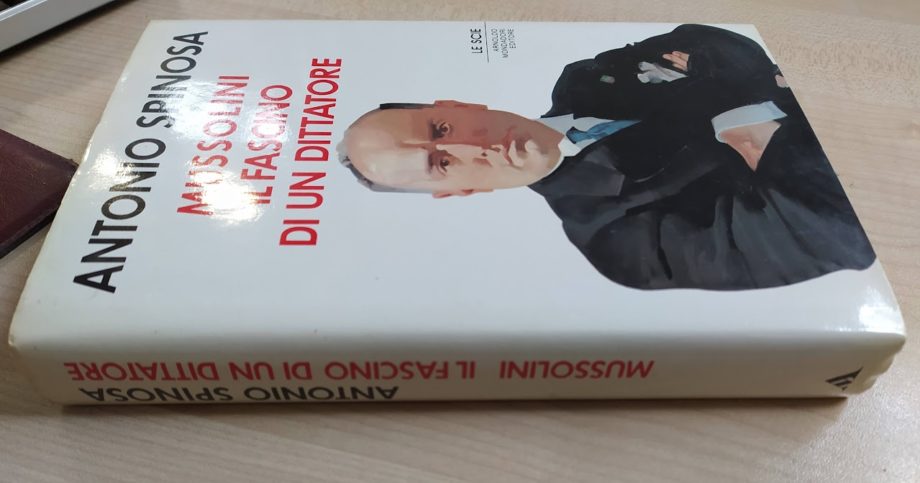 ANTONIO SPINOSA
MUSSOLINI
IL FASCINO
DI UN DITTATORE
LE SCIE
ARNOLDO
MONDADORI
EDITORE
ANTONIO SPINOSA
MUSSOLINI IL FASCINO DI UN DITTATORE